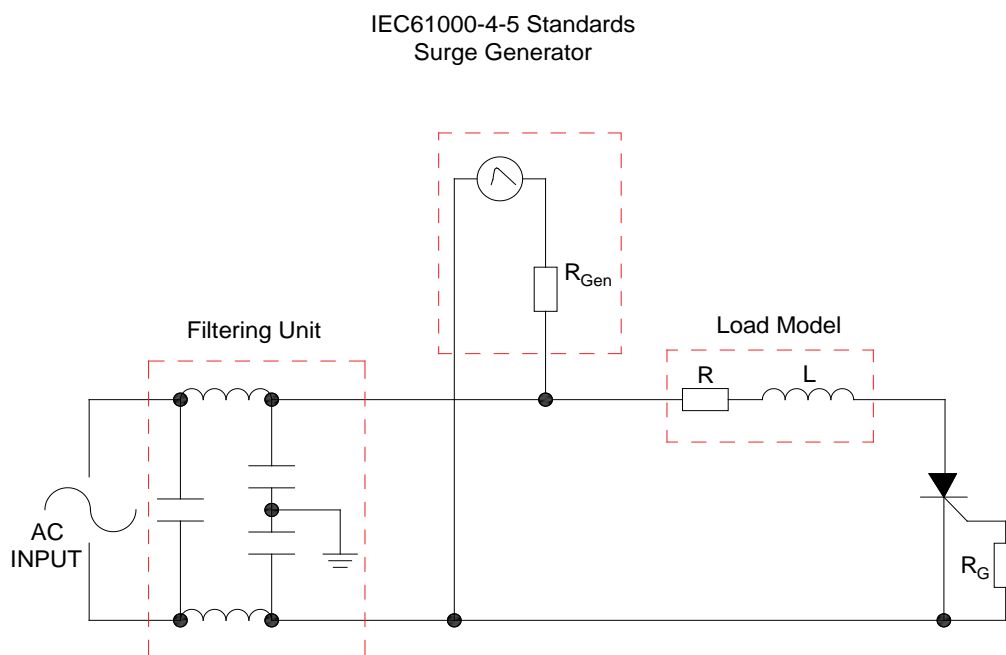 IEC61000-4-5 Standards
Surge Generator
R_Gen
Filtering Unit
Load Model
R
L
AC
INPUT
R_G